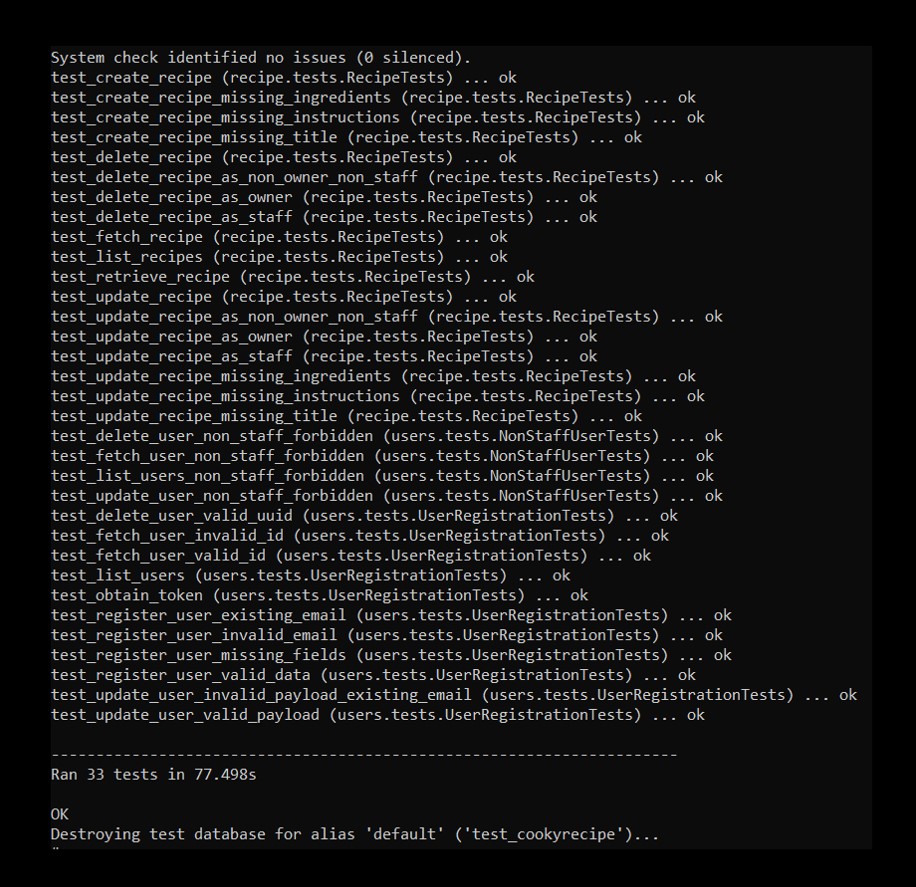 System check identified no issues (0 silenced).
test_create_recipe (recipe.tests.RecipeTests) ... ok
test_create_recipe_missing_ingredients (recipe.tests.RecipeTests) ... ok
test_create_recipe_missing_instructions (recipe.tests.RecipeTests) ... ok
test_create_recipe_missing_title (recipe.tests.RecipeTests) ... ok
test_delete_recipe (recipe.tests.RecipeTests) ... ok
test_delete_recipe_as_non_owner_non_staff (recipe.tests.RecipeTests) ... ok
test_delete_recipe_as_owner (recipe.tests.RecipeTests) ... ok
test_delete_recipe_as_staff (recipe.tests.RecipeTests) ... ok
test_fetch_recipe (recipe.tests.RecipeTests) ... ok
test_list_recipes (recipe.tests.RecipeTests) ... ok
test_retrieve_recipe (recipe.tests.RecipeTests) ... ok
test_update_recipe (recipe.tests.RecipeTests) ... ok
test_update_recipe_as_non_owner_non_staff (recipe.tests.RecipeTests) ... ok
test_update_recipe_as_owner (recipe.tests.RecipeTests) ... ok
test_update_recipe_as_staff (recipe.tests.RecipeTests) ... ok
test_update_recipe_missing_ingredients (recipe.tests.RecipeTests) ... ok
test_update_recipe_missing_instructions (recipe.tests.RecipeTests) ... ok
test_update_recipe_missing_title (recipe.tests.RecipeTests) ... ok
test_delete_user_non_staff_forbidden (users.tests.NonStaffUserTests) ... ok
test_fetch_user_non_staff_forbidden (users.tests.NonStaffUserTests) ... ok
test_list_users_non_staff_forbidden (users.tests.NonStaffUserTests) ... ok
test_update_user_non_staff_forbidden (users.tests.NonStaffUserTests) ... ok
test_delete_user_valid_uuid (users.tests.UserRegistrationTests) ... ok
test_fetch_user_invalid_id (users.tests.UserRegistrationTests) ... ok
test_fetch_user_valid_id (users.tests.UserRegistrationTests) ... ok
test_list_users (users.tests.UserRegistrationTests) ... ok
test_obtain_token (users.tests.UserRegistrationTests) ... ok
test_register_user_existing_email (users.tests.UserRegistrationTests) ... ok
test_register_user_invalid_email (users.tests.UserRegistrationTests) ... ok
test_register_user_missing_fields (users.tests.UserRegistrationTests) ... ok
test_register_user_valid_data (users.tests.UserRegistrationTests) ... ok
test_update_user_invalid_payload_existing_email (users.tests.UserRegistrationTests) ... ok
test_update_user_valid_payload (users.tests.UserRegistrationTests) ... ok
----------------------------------------------------------------------
Ran 33 tests in 77.498s
OK
Destroying test database for alias 'default' ('test_cookyrecipe')...